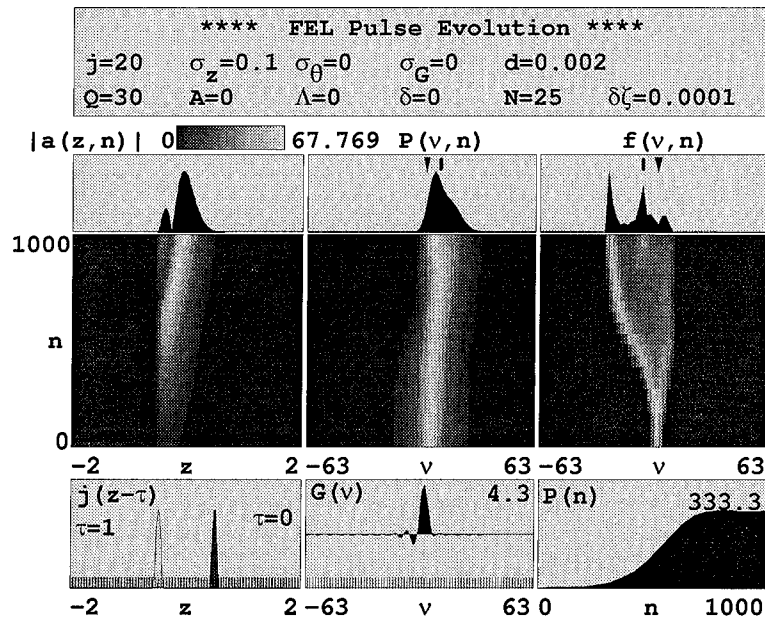 **** FEL Pulse Evolution ****
j=20 σz=0.1 σθ=0 σG=0 d=0.002
Q=30 A=0 Λ=0 δ=0 N=25 δζ=0.0001
|a(z,n)| 0 67.769 P(ν,n) f(ν,n)
1000
n
0
-2 z 2 -63 ν 63 -63 ν 63
j(z-τ) G(ν) 4.3 P(n) 333.3
τ=1 τ=0
-2 z 2 -63 ν 63 0 n 1000